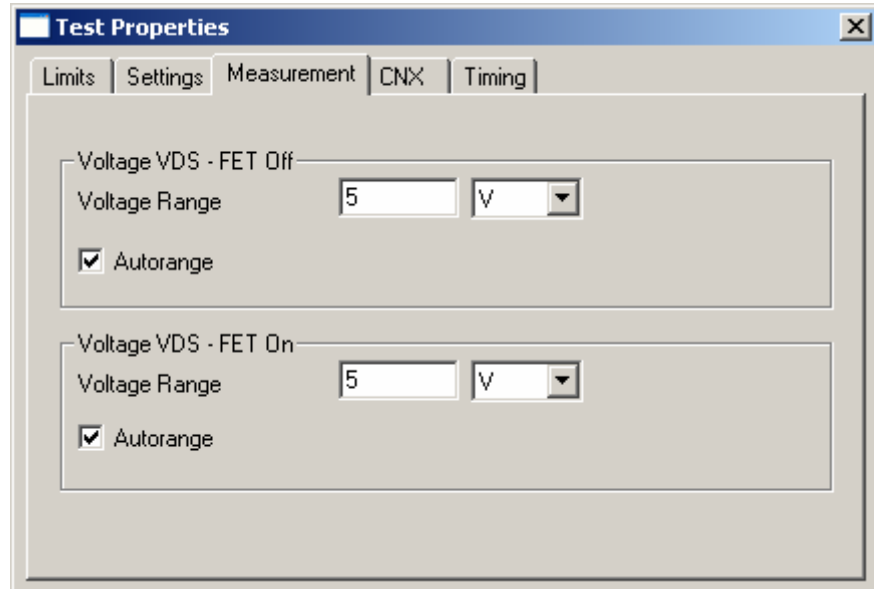 Test Properties
Limits Settings Measurement CNX Timing
Voltage VDS - FET Off
Voltage Range 5 V
Autorange
Voltage VDS - FET On
Voltage Range 5 V
Autorange